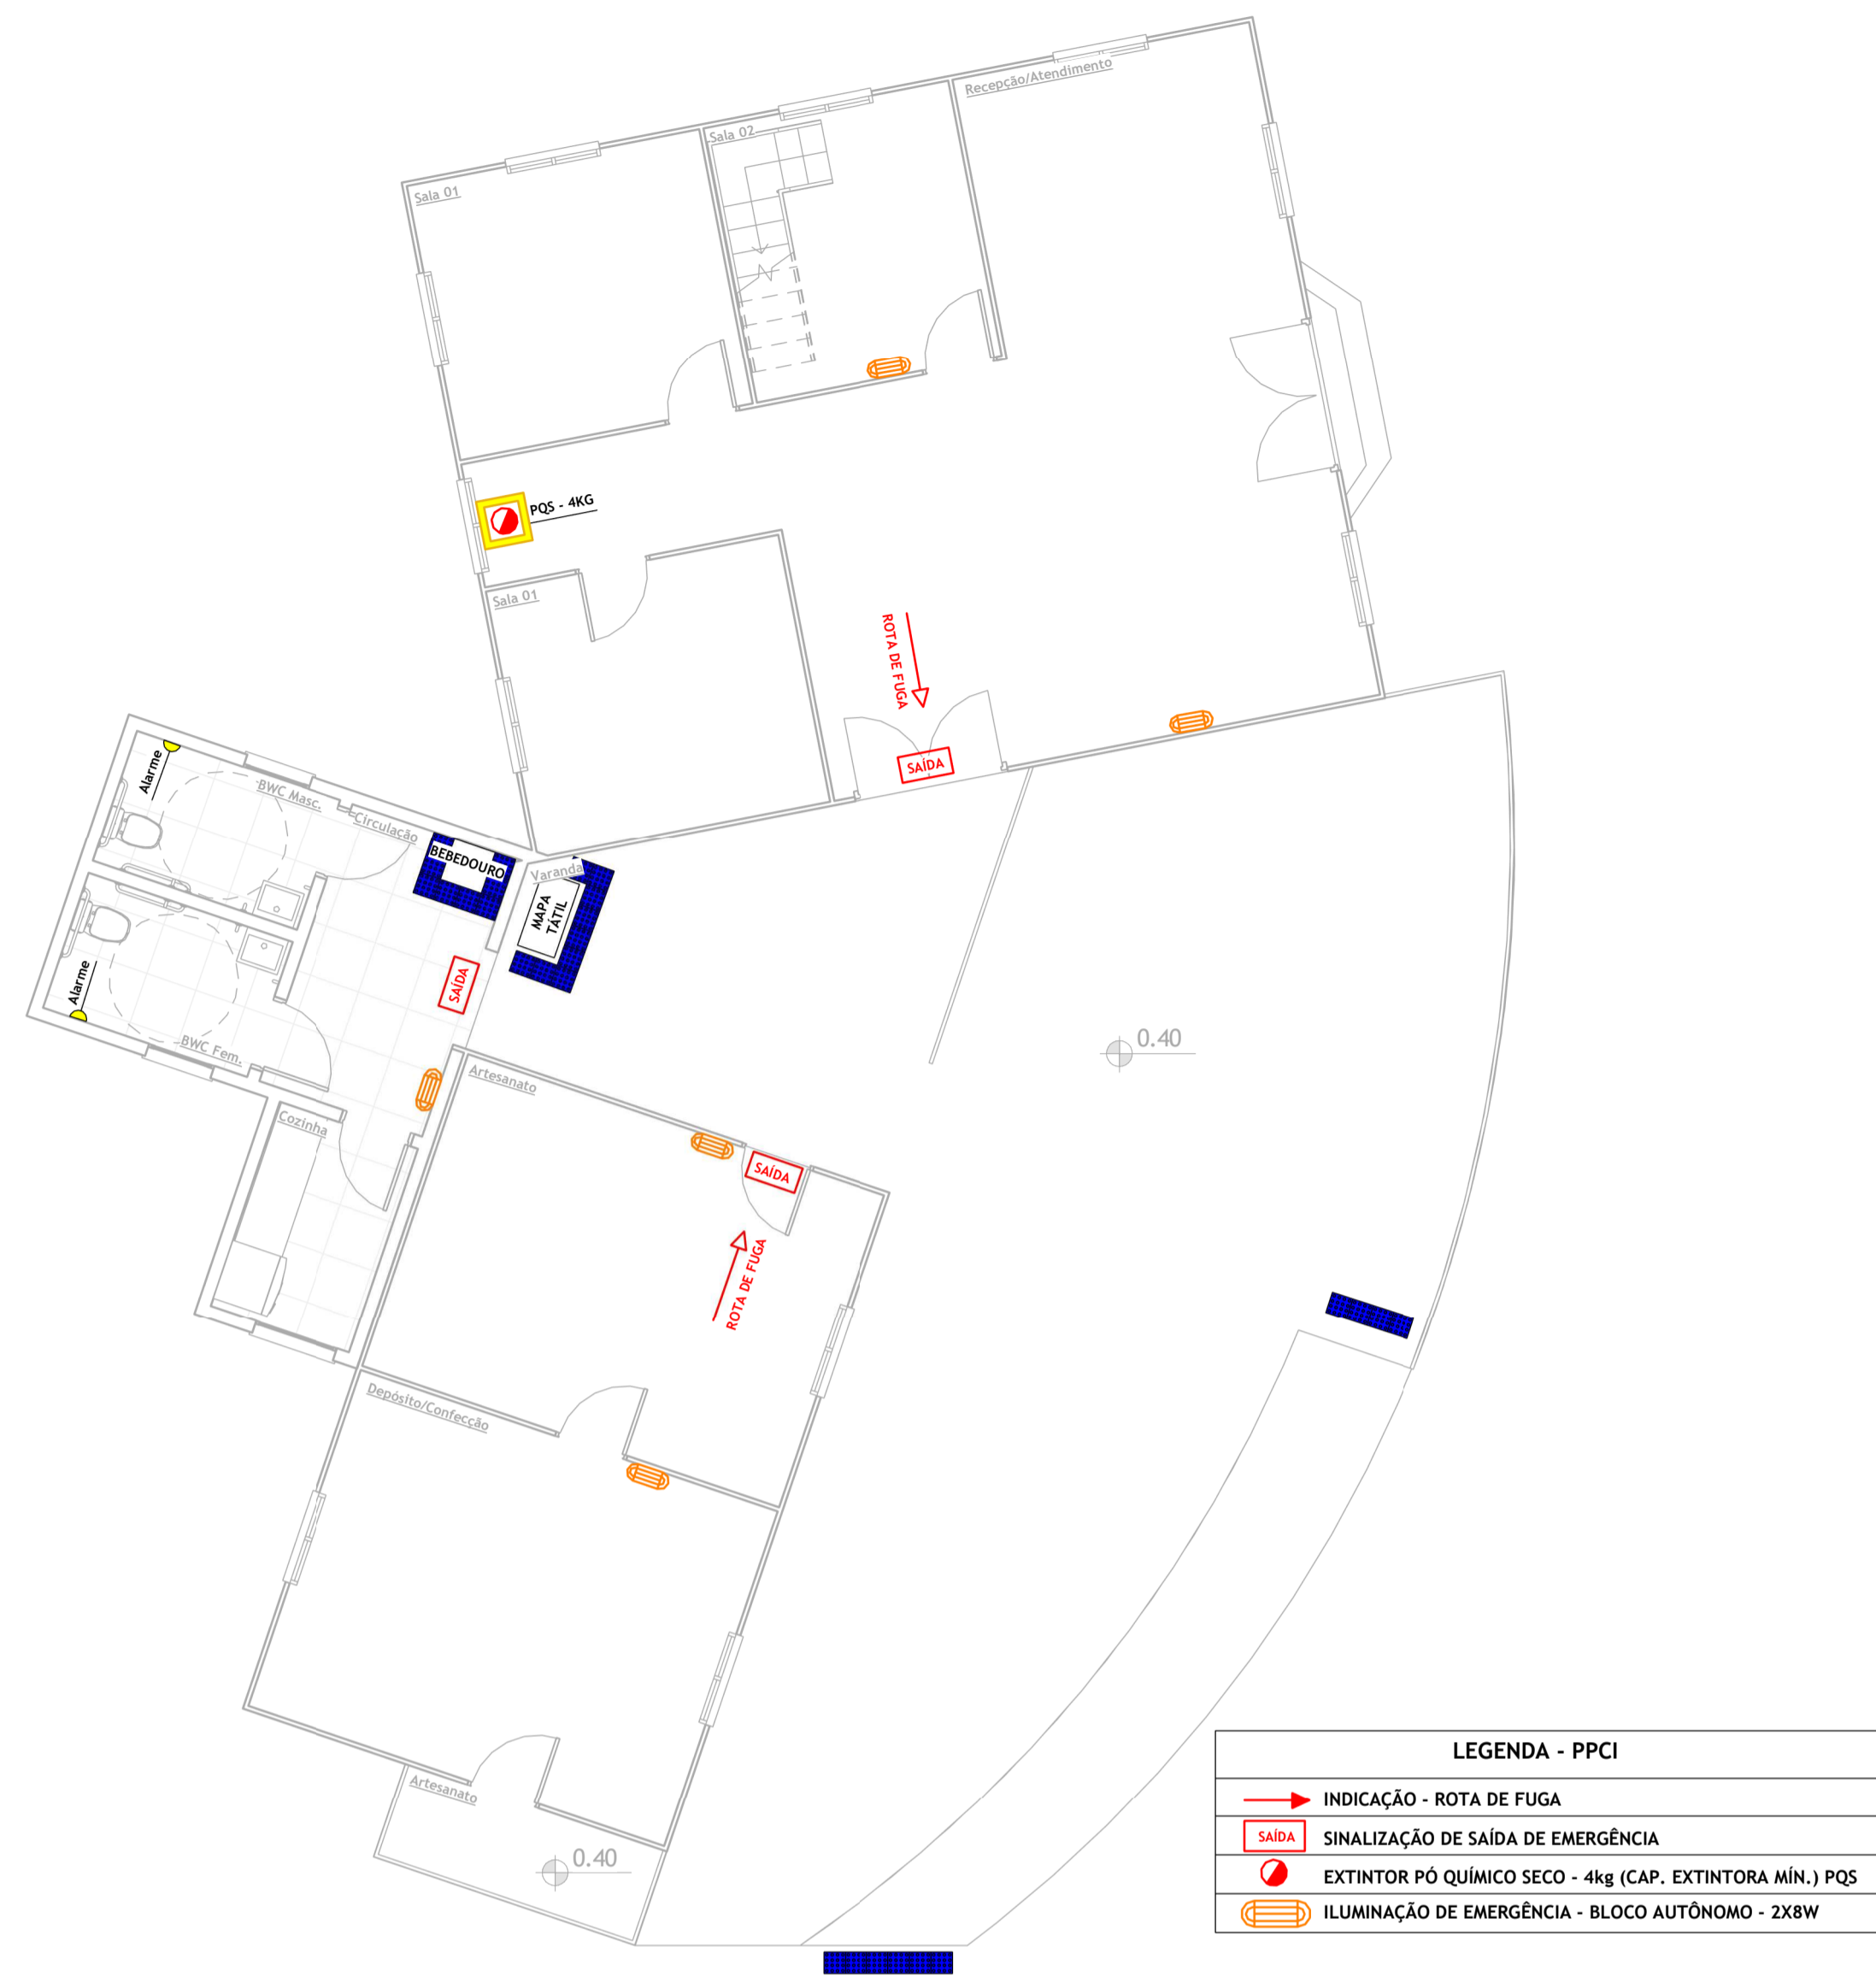 Recepção/Atendimento
Sala 02
Sala 01
PQS - 4KG
Sala 01
ROTA DE FUGA
SAÍDA
Alarme
BWC Masc.
Circulação
BEBEDOURO
Varanda
MAPA
TÁTIL
Alarme
SAÍDA
BWC Fem.
0.40
Artesanato
Cozinha
SAÍDA
ROTA DE FUGA
Depósito/Confecção
Artesanato
0.40
LEGENDA - PPCI
INDICAÇÃO - ROTA DE FUGA
SAÍDA SINALIZAÇÃO DE SAÍDA DE EMERGÊNCIA
EXTINTOR PÓ QUÍMICO SECO - 4kg (CAP. EXTINTORA MÍN.) PQS
ILUMINAÇÃO DE EMERGÊNCIA - BLOCO AUTÔNOMO - 2X8W